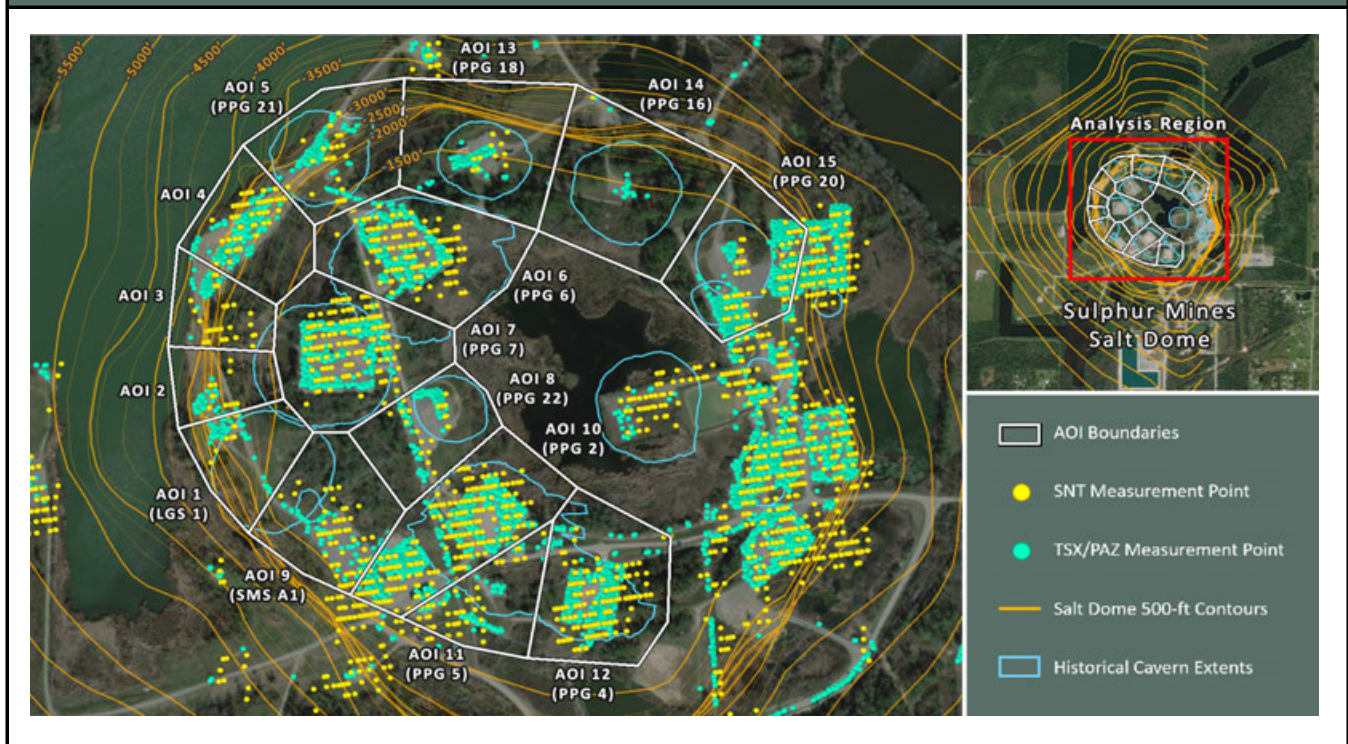 -5500'
-5000'
-4500'
-4000'
-3500'
-3000'
-2500'
-2000'
-1500'
AOI 13
(PPG 18)
AOI 14
(PPG 16)
AOI 5
(PPG 21)
AOI 15
(PPG 20)
AOI 4
AOI 3
AOI 6
(PPG 6)
AOI 7
(PPG 7)
AOI 2
AOI 8
(PPG 22)
AOI 10
(PPG 2)
AOI 1
(LGS 1)
AOI 9
(SMS A1)
AOI 11
(PPG 5)
AOI 12
(PPG 4)
Analysis Region
Sulphur Mines
Salt Dome
AOI Boundaries
SNT Measurement Point
TSX/PAZ Measurement Point
Salt Dome 500-ft Contours
Historical Cavern Extents